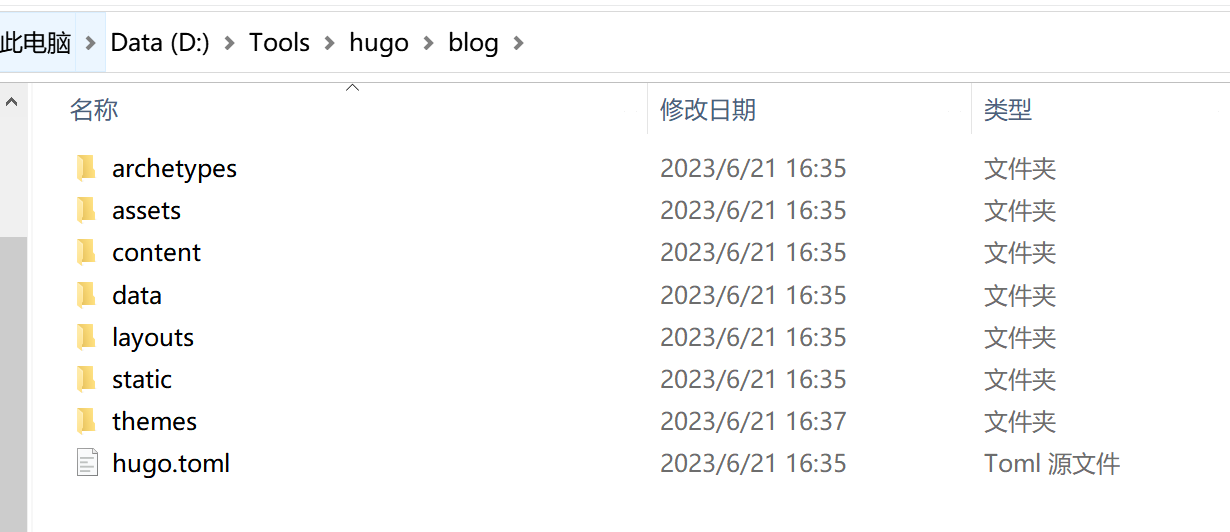 此电脑 > Data (D:) > Tools > hugo > blog >
名称 修改日期 类型
archetypes 2023/6/21 16:35 文件夹
assets 2023/6/21 16:35 文件夹
content 2023/6/21 16:35 文件夹
data 2023/6/21 16:35 文件夹
layouts 2023/6/21 16:35 文件夹
static 2023/6/21 16:35 文件夹
themes 2023/6/21 16:37 文件夹
hugo.toml 2023/6/21 16:35 Toml 源文件